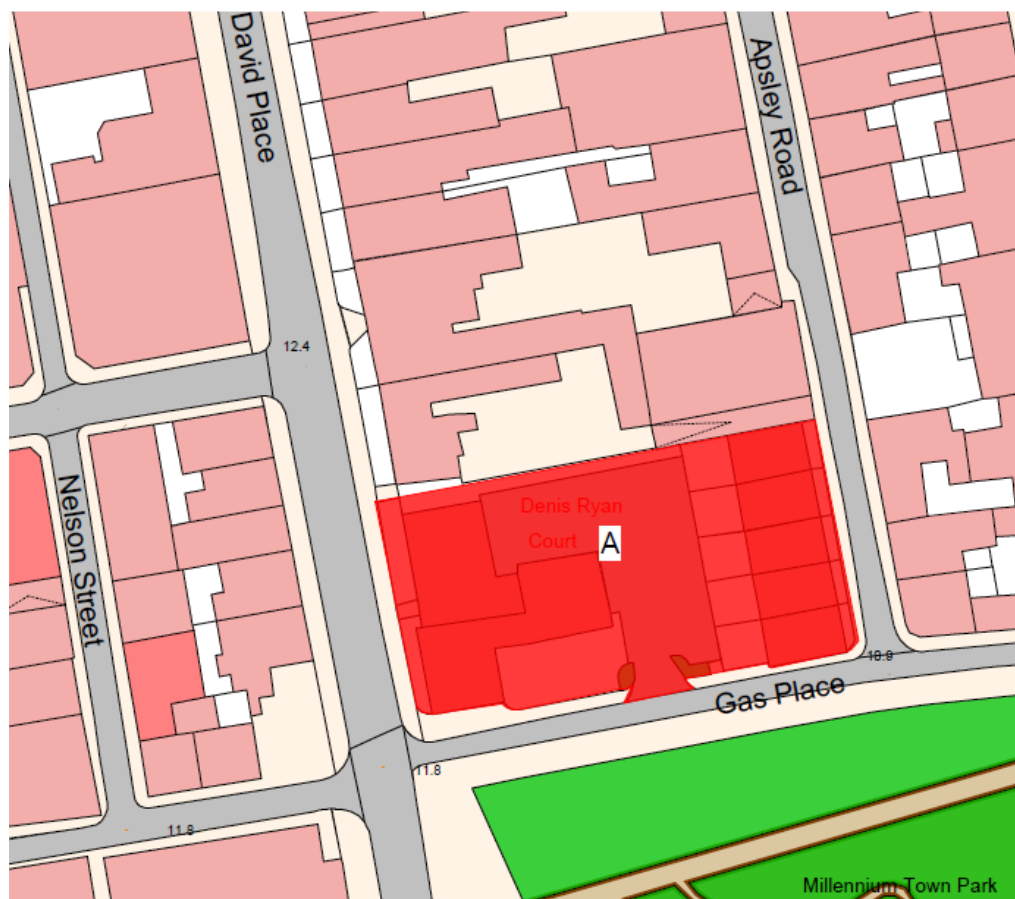 David Place
Apsley Road
12.4
Nelson Street
Denis Ryan
Court
A
18.9
Gas Place
11.8
11.8
Millennium Town Park